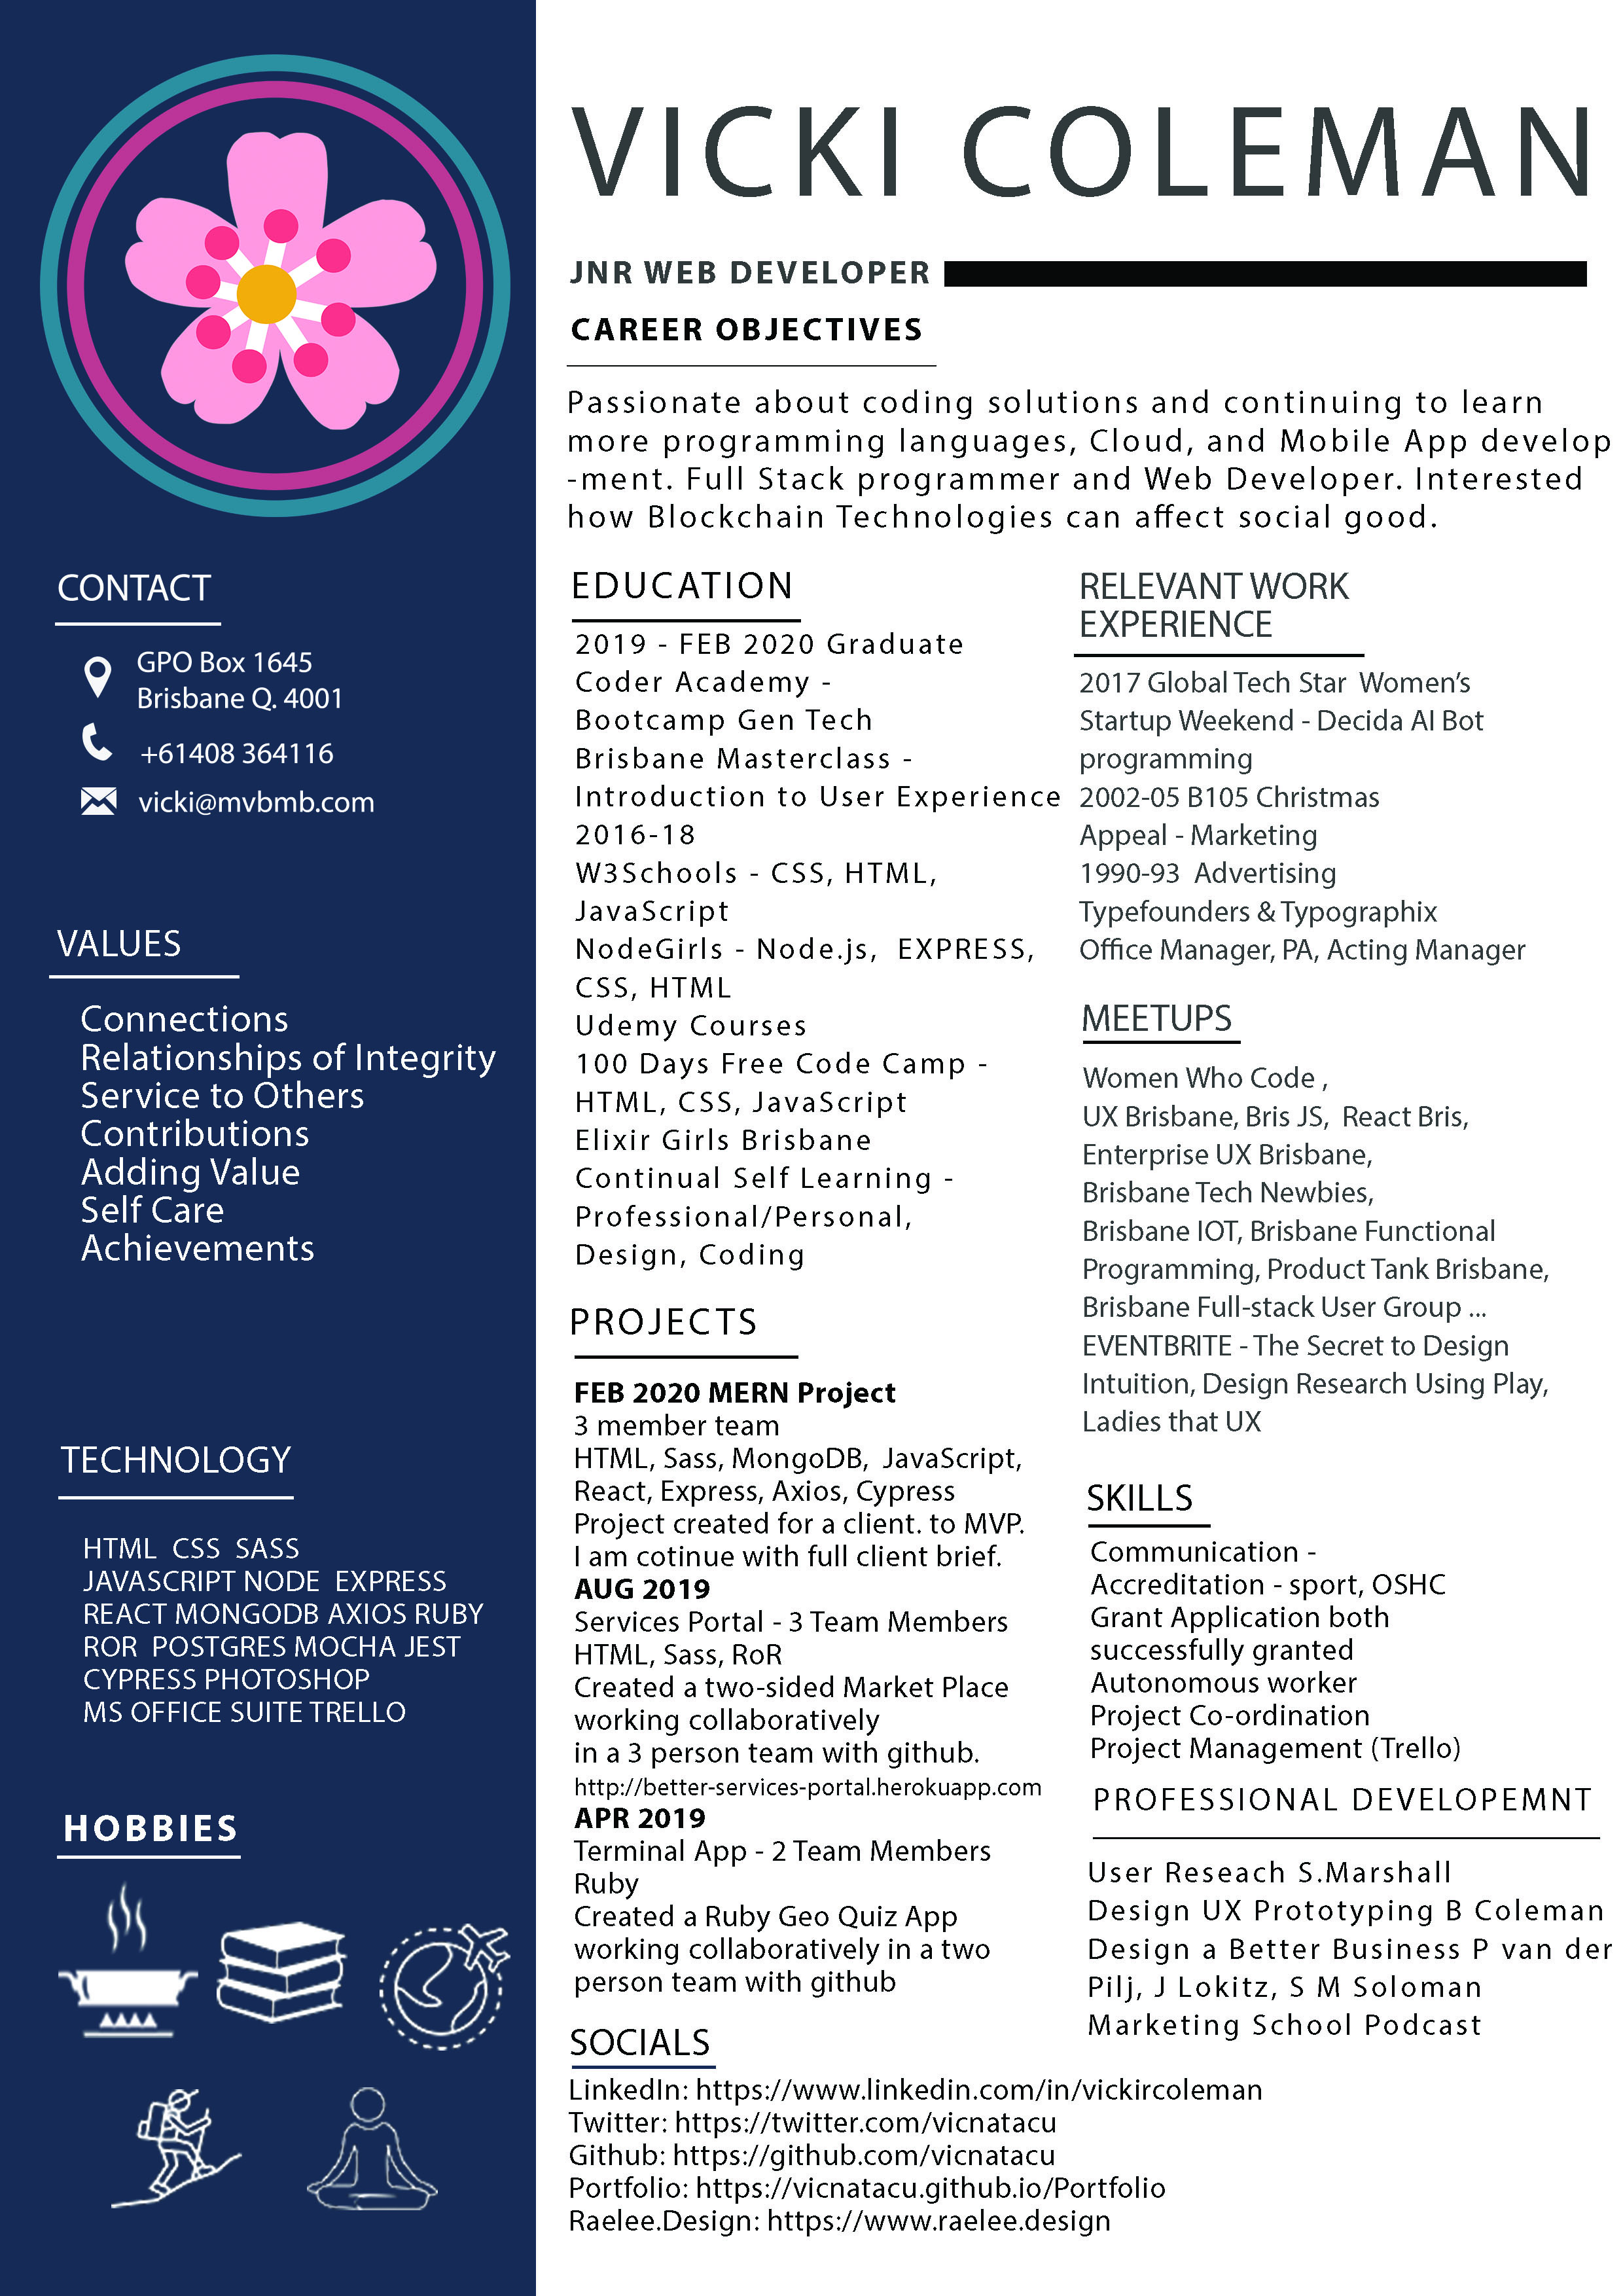 VICKI COLEMAN
JNR WEB DEVELOPER
CAREER OBJECTIVES
Passionate about coding solutions and continuing to learn
more programming languages, Cloud, and Mobile App develop
-ment. Full Stack programmer and Web Developer. Interested
how Blockchain Technologies can affect social good.
CONTACT
GPO Box 1645
Brisbane Q. 4001
+61408 364116
vicki@mvbmb.com
VALUES
Connections
Relationships of Integrity
Service to Others
Contributions
Adding Value
Self Care
Achievements
TECHNOLOGY
HTML CSS SASS
JAVASCRIPT NODE EXPRESS
REACT MONGODB AXIOS RUBY
ROR POSTGRES MOCHA JEST
CYPRESS PHOTOSHOP
MS OFFICE SUITE TRELLO
HOBBIES
EDUCATION
2019 - FEB 2020 Graduate
Coder Academy -
Bootcamp Gen Tech
Brisbane Masterclass -
Introduction to User Experience
2016-18
W3Schools - CSS, HTML,
JavaScript
NodeGirls - Node.js, EXPRESS,
CSS, HTML
Udemy Courses
100 Days Free Code Camp -
HTML, CSS, JavaScript
Elixir Girls Brisbane
Continual Self Learning -
Professional/Personal,
Design, Coding
PROJECTS
FEB 2020 MERN Project
3 member team
HTML, Sass, MongoDB, JavaScript,
React, Express, Axios, Cypress
Project created for a client. to MVP.
I am cotinue with full client brief.
AUG 2019
Services Portal - 3 Team Members
HTML, Sass, RoR
Created a two-sided Market Place
working collaboratively
in a 3 person team with github.
http://better-services-portal.herokuapp.com
APR 2019
Terminal App - 2 Team Members
Ruby
Created a Ruby Geo Quiz App
working collaboratively in a two
person team with github
RELEVANT WORK
EXPERIENCE
2017 Global Tech Star Women's
Startup Weekend - Decida AI Bot
programming
2002-05 B105 Christmas
Appeal - Marketing
1990-93 Advertising
Typefounders & Typographix
Office Manager, PA, Acting Manager
MEETUPS
Women Who Code ,
UX Brisbane, Bris JS, React Bris,
Enterprise UX Brisbane,
Brisbane Tech Newbies,
Brisbane IOT, Brisbane Functional
Programming, Product Tank Brisbane,
Brisbane Full-stack User Group ...
EVENTBRITE - The Secret to Design
Intuition, Design Research Using Play,
Ladies that UX
SKILLS
Communication -
Accreditation - sport, OSHC
Grant Application both
successfully granted
Autonomous worker
Project Co-ordination
Project Management (Trello)
PROFESSIONAL DEVELOPEMNT
User Reseach S.Marshall
Design UX Prototyping B Coleman
Design a Better Business P van der
Pilj, J Lokitz, S M Soloman
Marketing School Podcast
SOCIALS
LinkedIn: https://www.linkedin.com/in/vickircoleman
Twitter: https://twitter.com/vicnatacu
Github: https://github.com/vicnatacu
Portfolio: https://vicnatacu.github.io/Portfolio
Raelee.Design: https://www.raelee.design